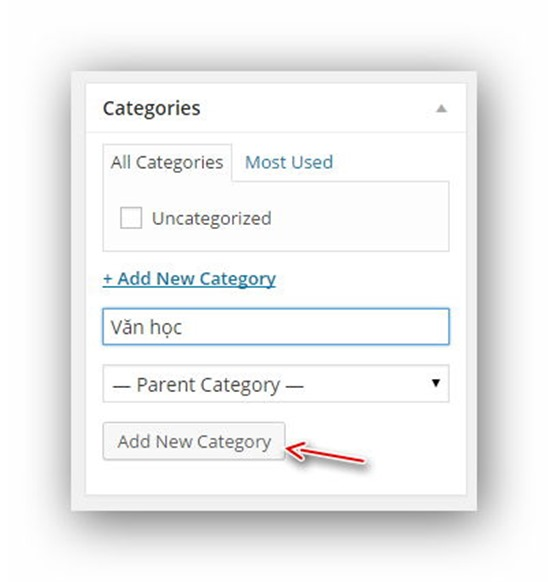 Categories
All Categories Most Used
Uncategorized
+ Add New Category
Văn học
— Parent Category —
Add New Category